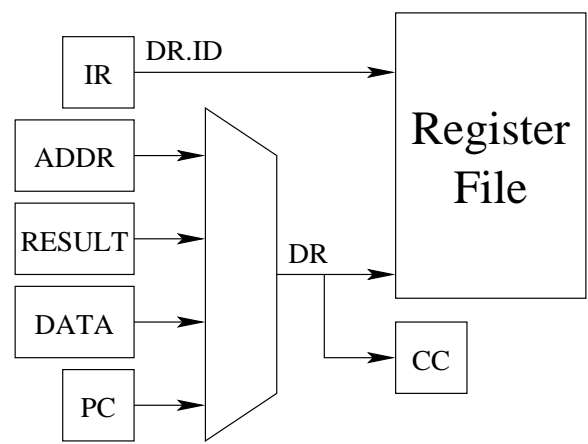 DR.ID
IR
Register
File
ADDR
RESULT
DR
DATA
CC
PC